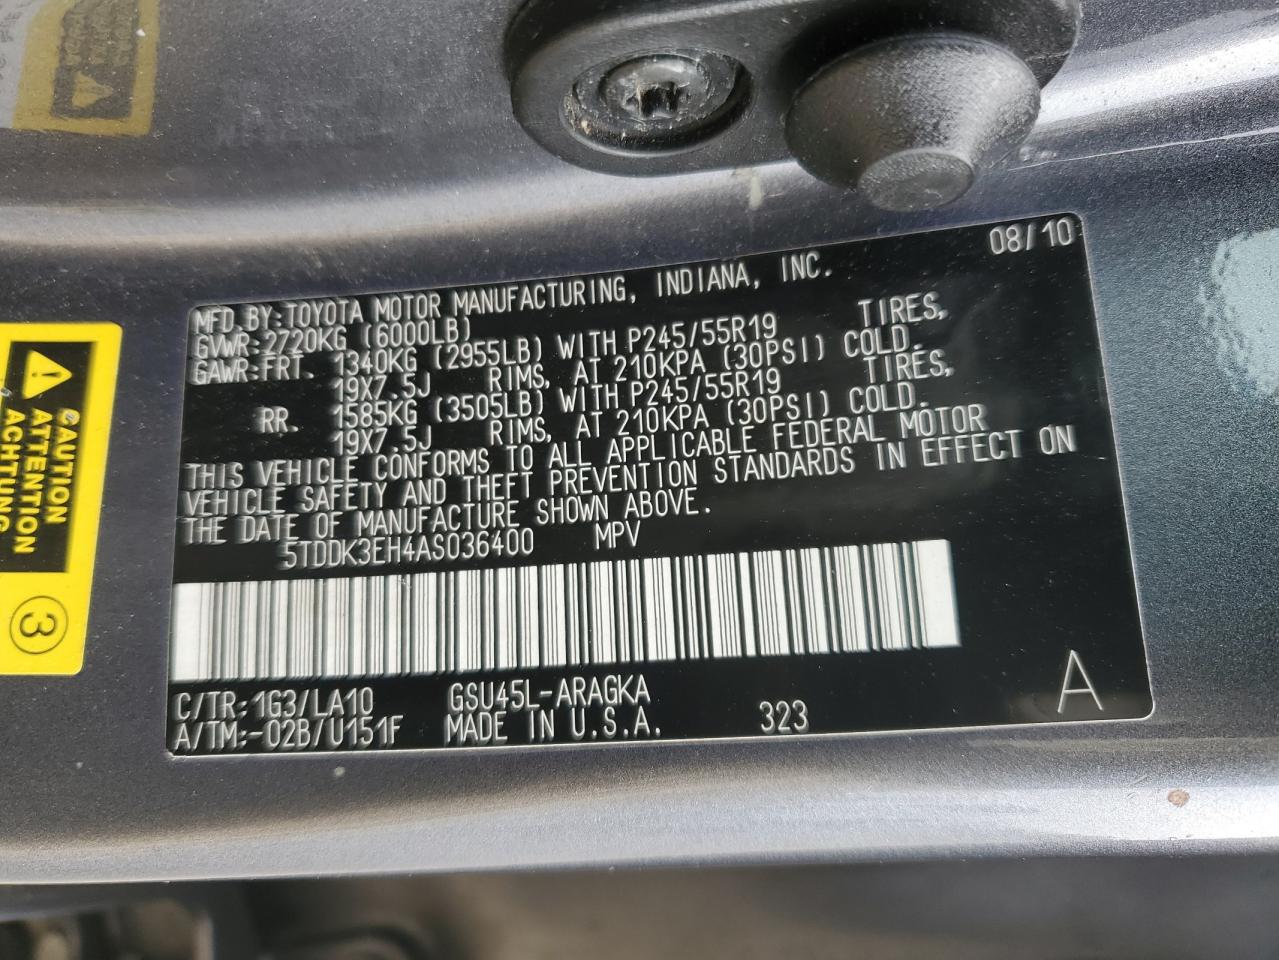 08/10
MFD.BY:TOYOTA MOTOR MANUFACTURING, INDIANA, INC.
GVWR:2720KG (6000LB)
GAWR:FRT. 1340KG (2955LB) WITH P245/55R19 TIRES,
19X7.5J RIMS, AT 210KPA (30PSI) COLD.
RR. 1585KG (3505LB) WITH P245/55R19 TIRES,
19X7.5J RIMS, AT 210KPA (30PSI) COLD.
THIS VEHICLE CONFORMS TO ALL APPLICABLE FEDERAL MOTOR
VEHICLE SAFETY AND THEFT PREVENTION STANDARDS IN EFFECT ON
THE DATE OF MANUFACTURE SHOWN ABOVE.
5TDDK3EH4AS036400 MPV
C/TR:1G3/LA10 GSU45L-ARAGKA
A/TM:-02B/U151F MADE IN U.S.A. 323
A
CAUTION
ATTENTION
ACHTUNG
3